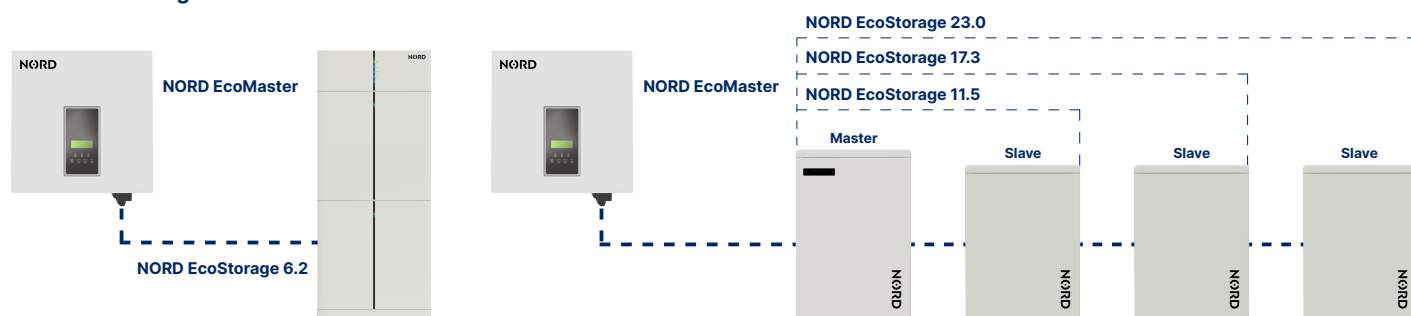 NORD
NORD EcoMaster
NORD
NORD EcoStorage 6.2
NORD
NORD EcoMaster
NORD EcoStorage 23.0
NORD EcoStorage 17.3
NORD EcoStorage 11.5
Master
Slave
Slave
Slave
NORD
NORD
NORD
NORD